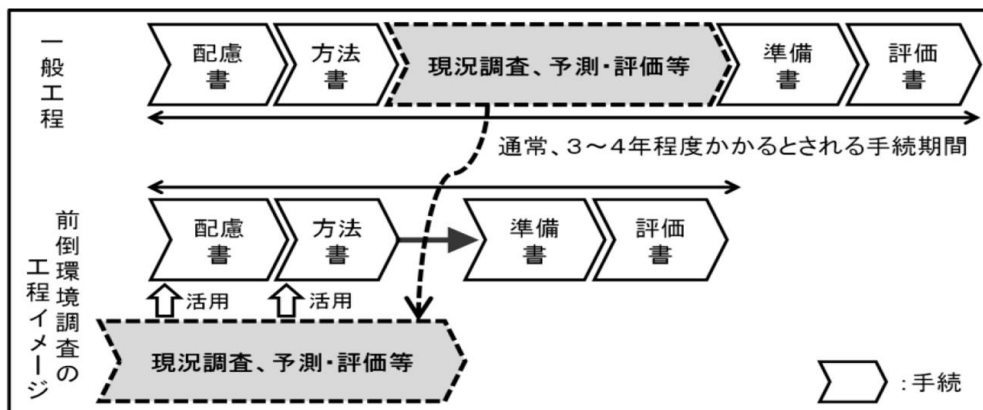 一般工程
配慮
書
方法
書
現況調査、予測・評価等
準備
書
評価
書
通常、3～4年程度かかるとされる手続期間
前倒環境調査の
工程イメージ
配慮
書
方法
書
準備
書
評価
書
活用
活用
現況調査、予測・評価等
:手続